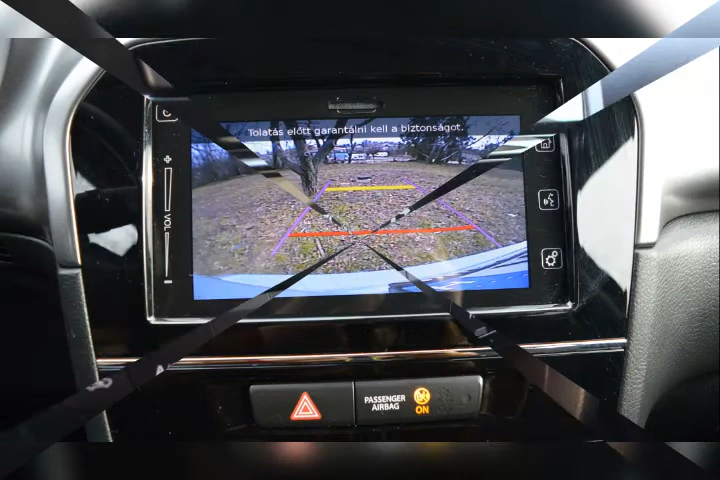 Tolatás előtt garantálni kell a biztonságot.
+
VOL
PASSENGER
AIRBAG
ON